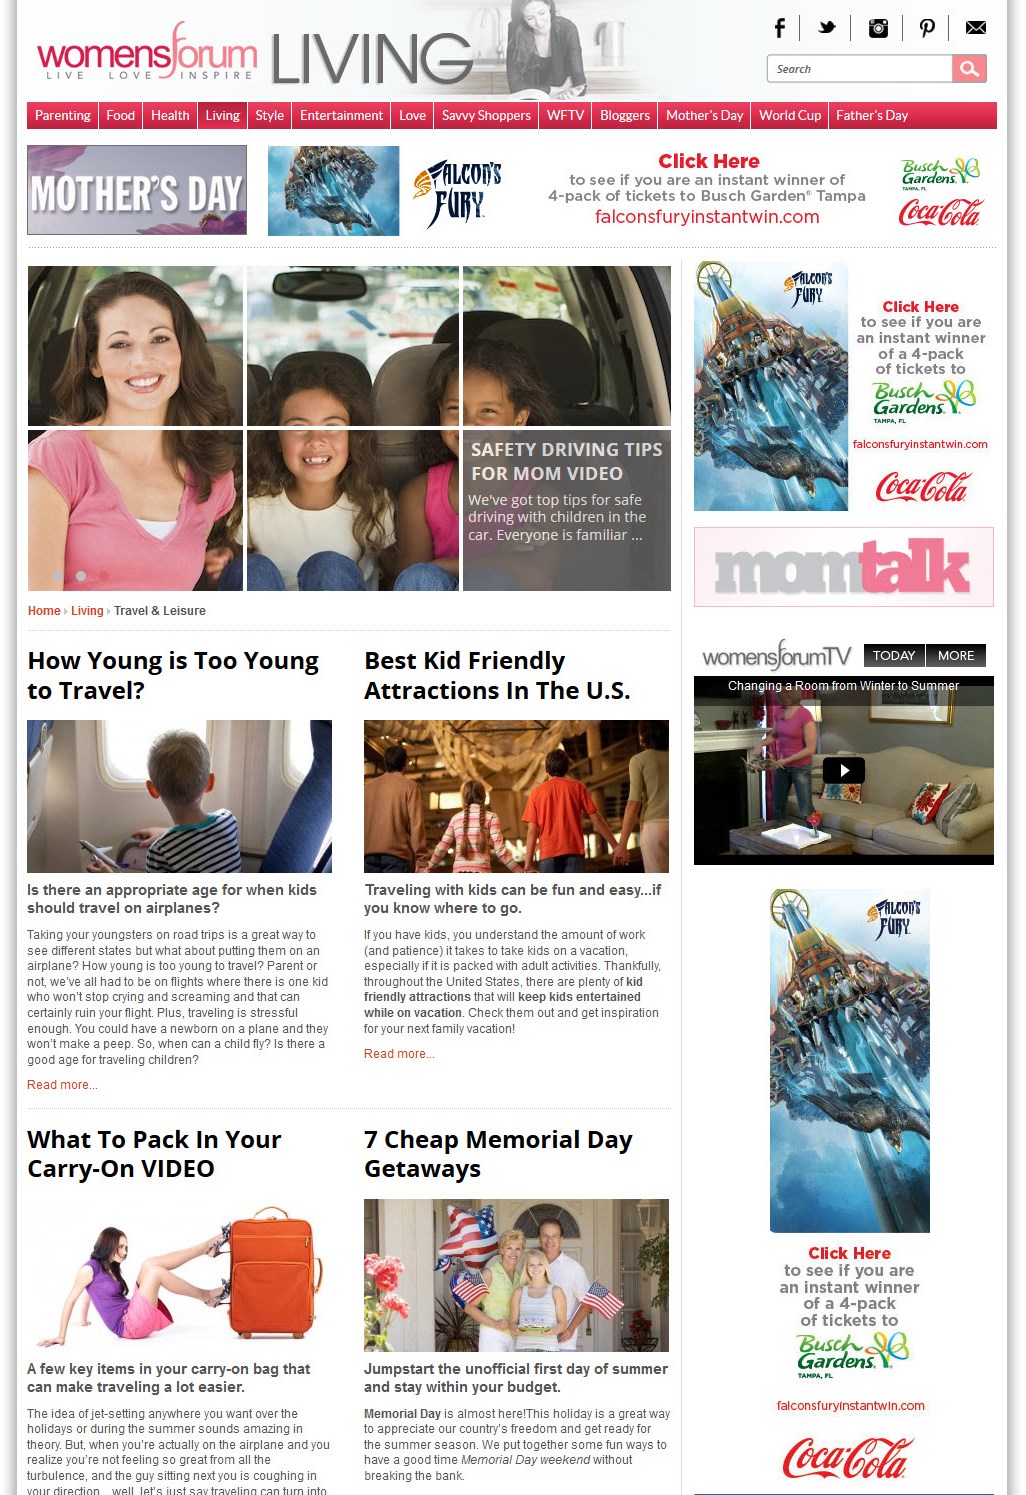 womensforum LIVING
LIVE LOVE INSPIRE
Search
Parenting Food Health Living Style Entertainment Love Savvy Shoppers WFTV Bloggers Mother's Day World Cup Father's Day
MOTHER'S DAY
FALCON'S FURY
Click Here
to see if you are an instant winner of
4-pack of tickets to Busch Garden® Tampa
falconsfuryinstantwin.com
Busch Gardens
TAMPA, FL
Coca-Cola
SAFETY DRIVING TIPS
FOR MOM VIDEO
We've got top tips for safe
driving with children in the
car. Everyone is familiar ...
Home Living Travel & Leisure
How Young is Too Young
to Travel?
Is there an appropriate age for when kids
should travel on airplanes?
Taking your youngsters on road trips is a great way to
see different states but what about putting them on an
airplane? How young is too young to travel? Parent or
not, we've all had to be on flights where there is one kid
who won't stop crying and screaming and that can
certainly ruin your flight. Plus, traveling is stressful
enough. You could have a newborn on a plane and they
won't make a peep. So, when can a child fly? Is there a
good age for traveling children?
Read more...
Best Kid Friendly
Attractions In The U.S.
Traveling with kids can be fun and easy...if
you know where to go.
If you have kids, you understand the amount of work
(and patience) it takes to take kids on a vacation,
especially if it is packed with adult activities. Thankfully,
throughout the United States, there are plenty of kid
friendly attractions that will keep kids entertained
while on vacation. Check them out and get inspiration
for your next family vacation!
Read more...
What To Pack In Your
Carry-On VIDEO
A few key items in your carry-on bag that
can make traveling a lot easier.
The idea of jet-setting anywhere you want over the
holidays or during the summer sounds amazing in
theory. But, when you're actually on the airplane and you
realize you're not feeling so great from all the
turbulence, and the guy sitting next you is coughing in
your direction... well, let's just say traveling can turn into
7 Cheap Memorial Day
Getaways
Jumpstart the unofficial first day of summer
and stay within your budget.
Memorial Day is almost here!This holiday is a great way
to appreciate our country's freedom and get ready for
the summer season. We put together some fun ways to
have a good time Memorial Day weekend without
breaking the bank.
FALCON'S FURY
Click Here
to see if you are
an instant winner
of a 4-pack
of tickets to
Busch Gardens
TAMPA, FL
falconsfuryinstantwin.com
Coca-Cola
momtalk
womensforumTV TODAY MORE
Changing a Room from Winter to Summer
FALCON'S FURY
Click Here
to see if you are
an instant winner
of a 4-pack
of tickets to
Busch Gardens
TAMPA, FL
falconsfuryinstantwin.com
Coca-Cola